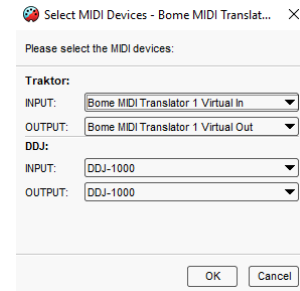 Select MIDI Devices - Bome MIDI Translat...
Please select the MIDI devices:
Traktor:
INPUT: Bome MIDI Translator 1 Virtual In
OUTPUT: Bome MIDI Translator 1 Virtual Out
DDJ:
INPUT: DDJ-1000
OUTPUT: DDJ-1000
OK Cancel